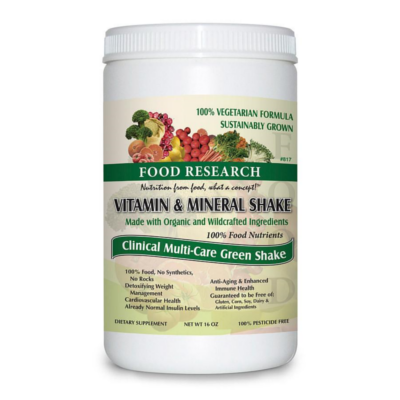 100% VEGETARIAN FORMULA
SUSTAINABLY GROWN
#817
FOOD RESEARCH
Nutrition from food, what a concept!™
VITAMIN & MINERAL SHAKE
Made with Organic and Wildcrafted Ingredients
100% Food Nutrients
Clinical Multi-Care Green Shake
100% Food, No Synthetics,
No Rocks
Detoxifying Weight
Management
Cardiovascular Health
Already Normal Insulin Levels
Anti-Aging & Enhanced
Immune Health
Guaranteed to be Free of:
Gluten, Corn, Soy, Dairy &
Artificial Ingredients
DIETARY SUPPLEMENT
NET WT 16 OZ
100% PESTICIDE FREE